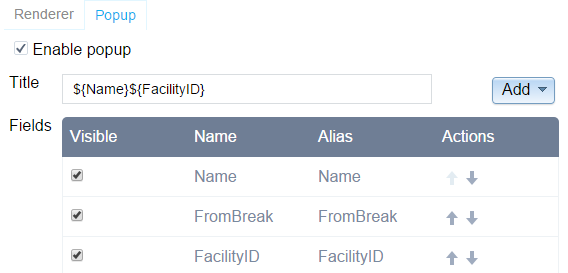 Renderer Popup
Enable popup
Title ${Name}${FacilityID} Add
Fields Visible Name Alias Actions
Name Name
FromBreak FromBreak
FacilityID FacilityID